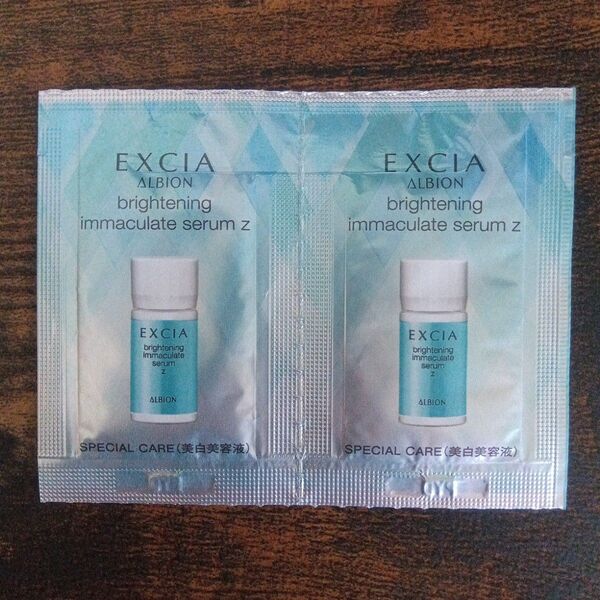 EXCIA
ALBION
brightening
immaculate serum z
EXCIA
brightening
immaculate
serum
z
ALBION
SPECIAL CARE(美白美容液)
EXCIA
ALBION
brightening
immaculate serum z
EXCIA
brightening
immaculate
serum
z
ALBION
SPECIAL CARE(美白美容液)